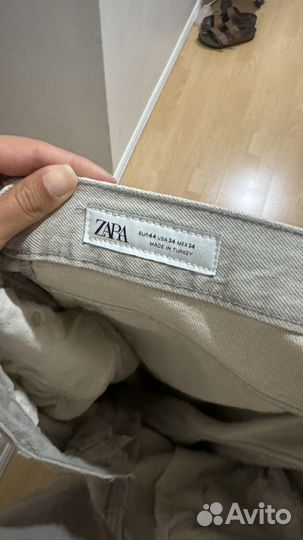 ZARA
EUR 44 USA 34 MEX 34
MADE IN TURKEY
Avito